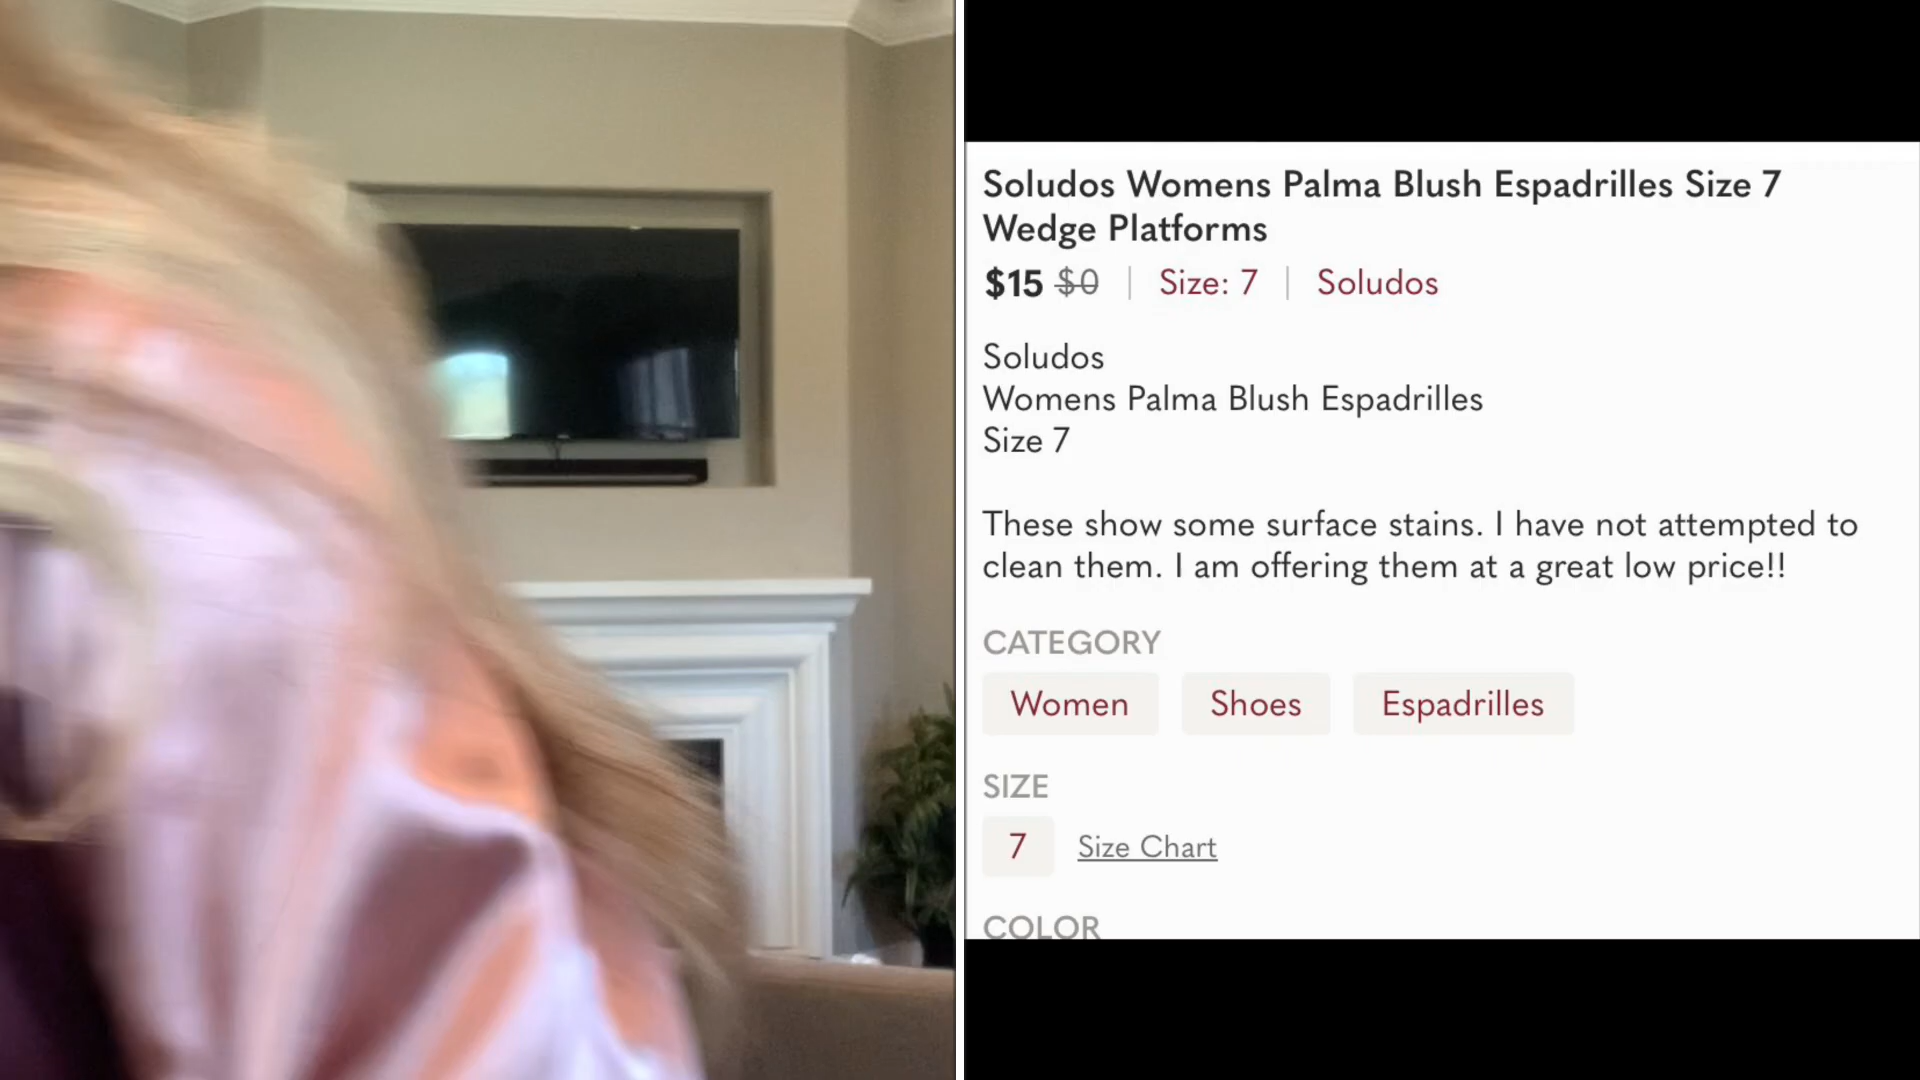 Soludos Womens Palma Blush Espadrilles Size 7
Wedge Platforms
$15 $0 | Size: 7 | Soludos
Soludos
Womens Palma Blush Espadrilles
Size 7
These show some surface stains. I have not attempted to
clean them. I am offering them at a great low price!!
CATEGORY
Women Shoes Espadrilles
SIZE
7 Size Chart
COLOR